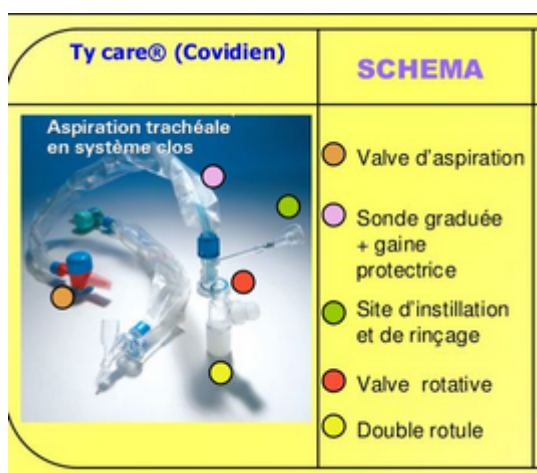 Ty care® (Covidien)
SCHEMA
Aspiration trachéale
en système clos
Valve d'aspiration
Sonde graduée
+ gaine
protectrice
Site d'instillation
et de rinçage
Valve rotative
Double rotule